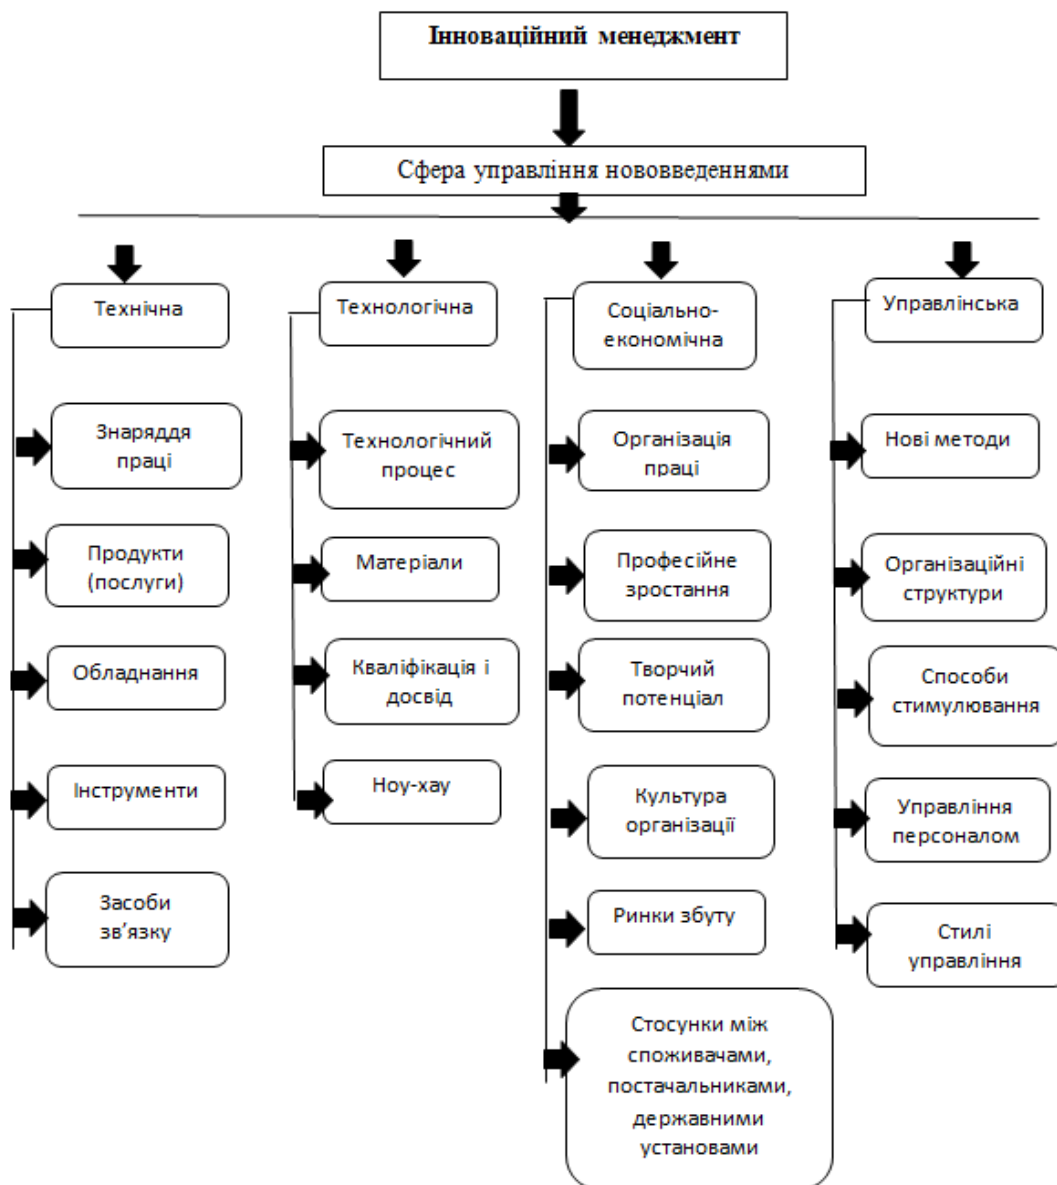 Інноваційний менеджмент
Сфера управління нововведеннями
Технічна
Знаряддя
праці
Продукти
(послуги)
Обладнання
Інструменти
Засоби
зв’язку
Технологічна
Технологічний
процес
Матеріали
Кваліфікація і
досвід
Ноу-хау
Соціально-
економічна
Організація
праці
Професійне
зростання
Творчий
потенціал
Культура
організації
Ринки збуту
Стосунки між
споживачами,
постачальниками,
державними
установами
Управлінська
Нові методи
Організаційні
структури
Способи
стимулювання
Управління
персоналом
Стилі
управління